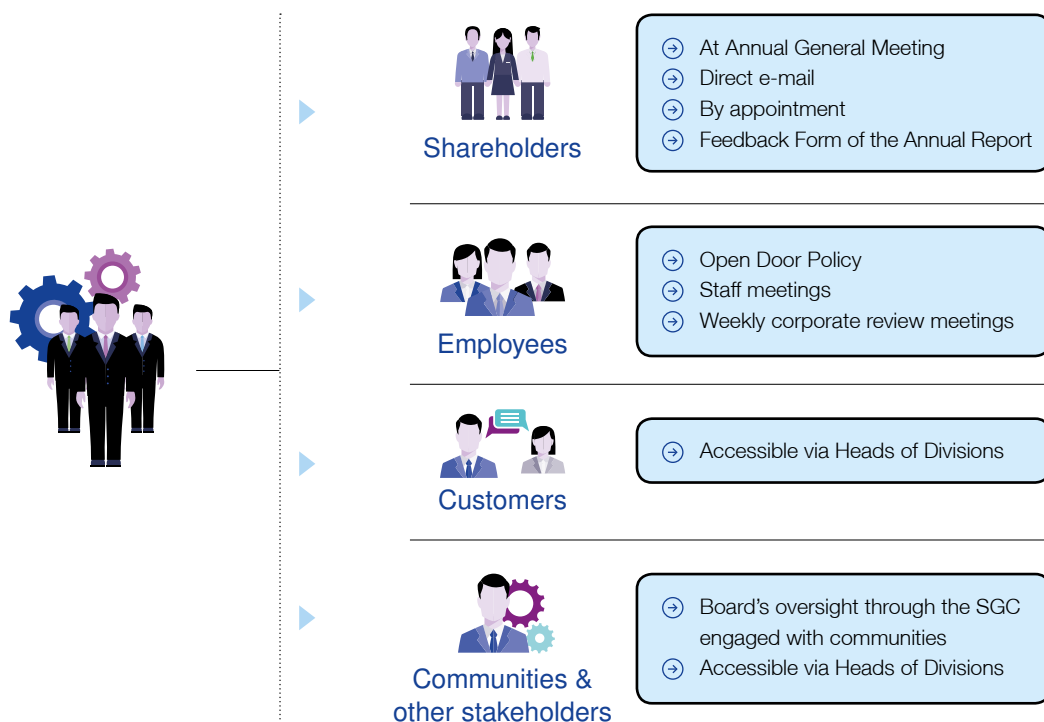 Shareholders
At Annual General Meeting
Direct e-mail
By appointment
Feedback Form of the Annual Report
Employees
Open Door Policy
Staff meetings
Weekly corporate review meetings
Customers
Accessible via Heads of Divisions
Communities &
other stakeholders
Board’s oversight through the SGC
engaged with communities
Accessible via Heads of Divisions